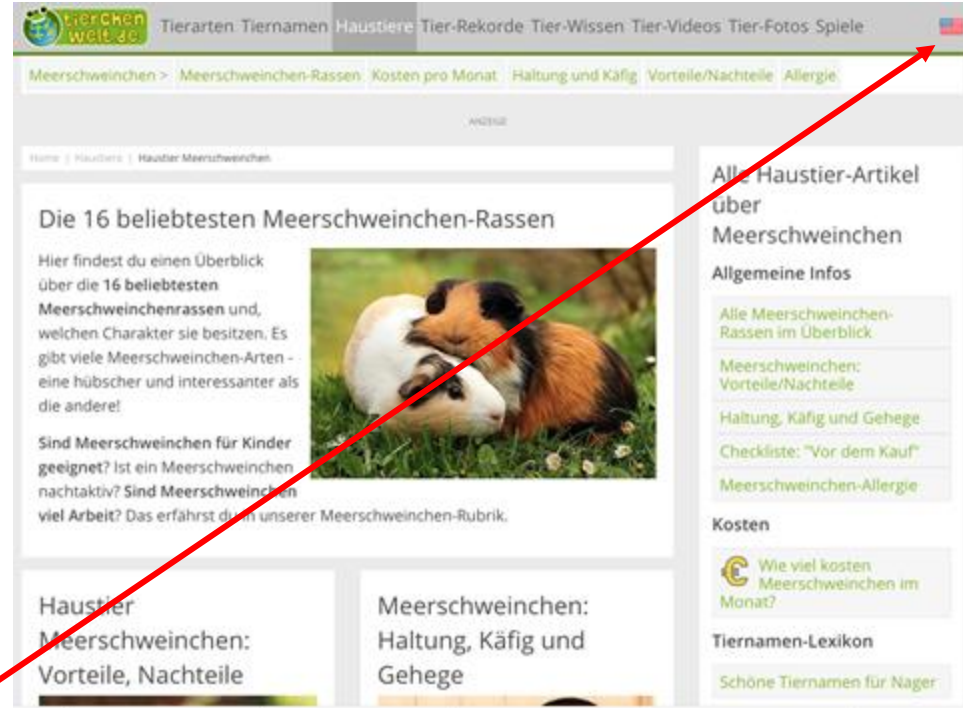 tierchen
welt.de
Tierarten Tiernamen Haustiere Tier-Rekorde Tier-Wissen Tier-Videos Tier-Fotos Spiele
Meerschweinchen > Meerschweinchen-Rassen Kosten pro Monat Haltung und Käfig Vorteile/Nachteile Allergie
ANZEIGE
Home | Haustiere | Haustier Meerschweinchen
Die 16 beliebtesten Meerschweinchen-Rassen
Hier findest du einen Überblick
über die 16 beliebtesten
Meerschweinchenrassen und,
welchen Charakter sie besitzen. Es
gibt viele Meerschweinchen-Arten -
eine hübscher und interessanter als
die andere!
Sind Meerschweinchen für Kinder
geeignet? Ist ein Meerschweinchen
nachtaktiv? Sind Meerschweinchen
viel Arbeit? Das erfährst du in unserer Meerschweinchen-Rubrik.
Haustier
Meerschweinchen:
Vorteile, Nachteile
Meerschweinchen:
Haltung, Käfig und
Gehege
Alle Haustier-Artikel
über
Meerschweinchen
Allgemeine Infos
Alle Meerschweinchen-
Rassen im Überblick
Meerschweinchen:
Vorteile/Nachteile
Haltung, Käfig und Gehege
Checkliste: "Vor dem Kauf"
Meerschweinchen-Allergie
Kosten
Wie viel kosten
Meerschweinchen im
Monat?
Tiernamen-Lexikon
Schöne Tiernamen für Nager